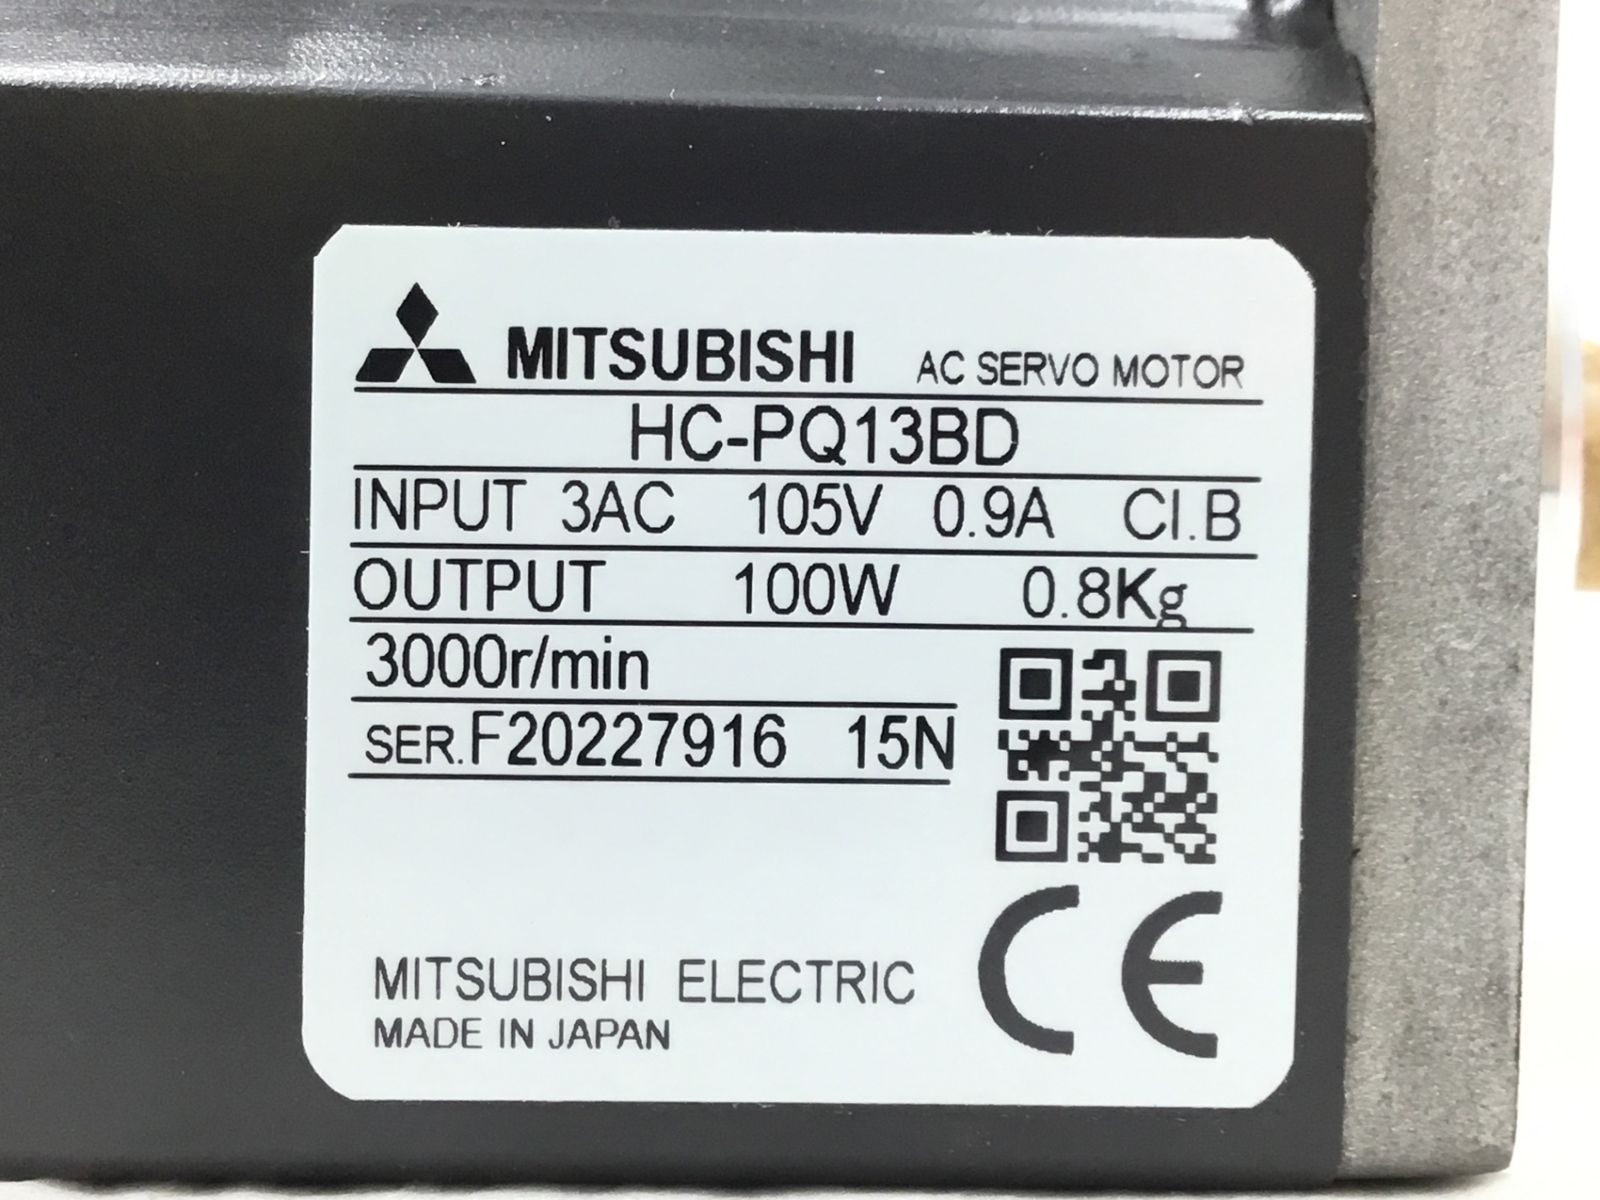 MITSUBISHI AC SERVO MOTOR
HC-PQ13BD
INPUT 3AC 105V 0.9A Cl.B
OUTPUT 100W 0.8Kg
3000r/min
SER.F20227916 15N
MITSUBISHI ELECTRIC
MADE IN JAPAN
CE